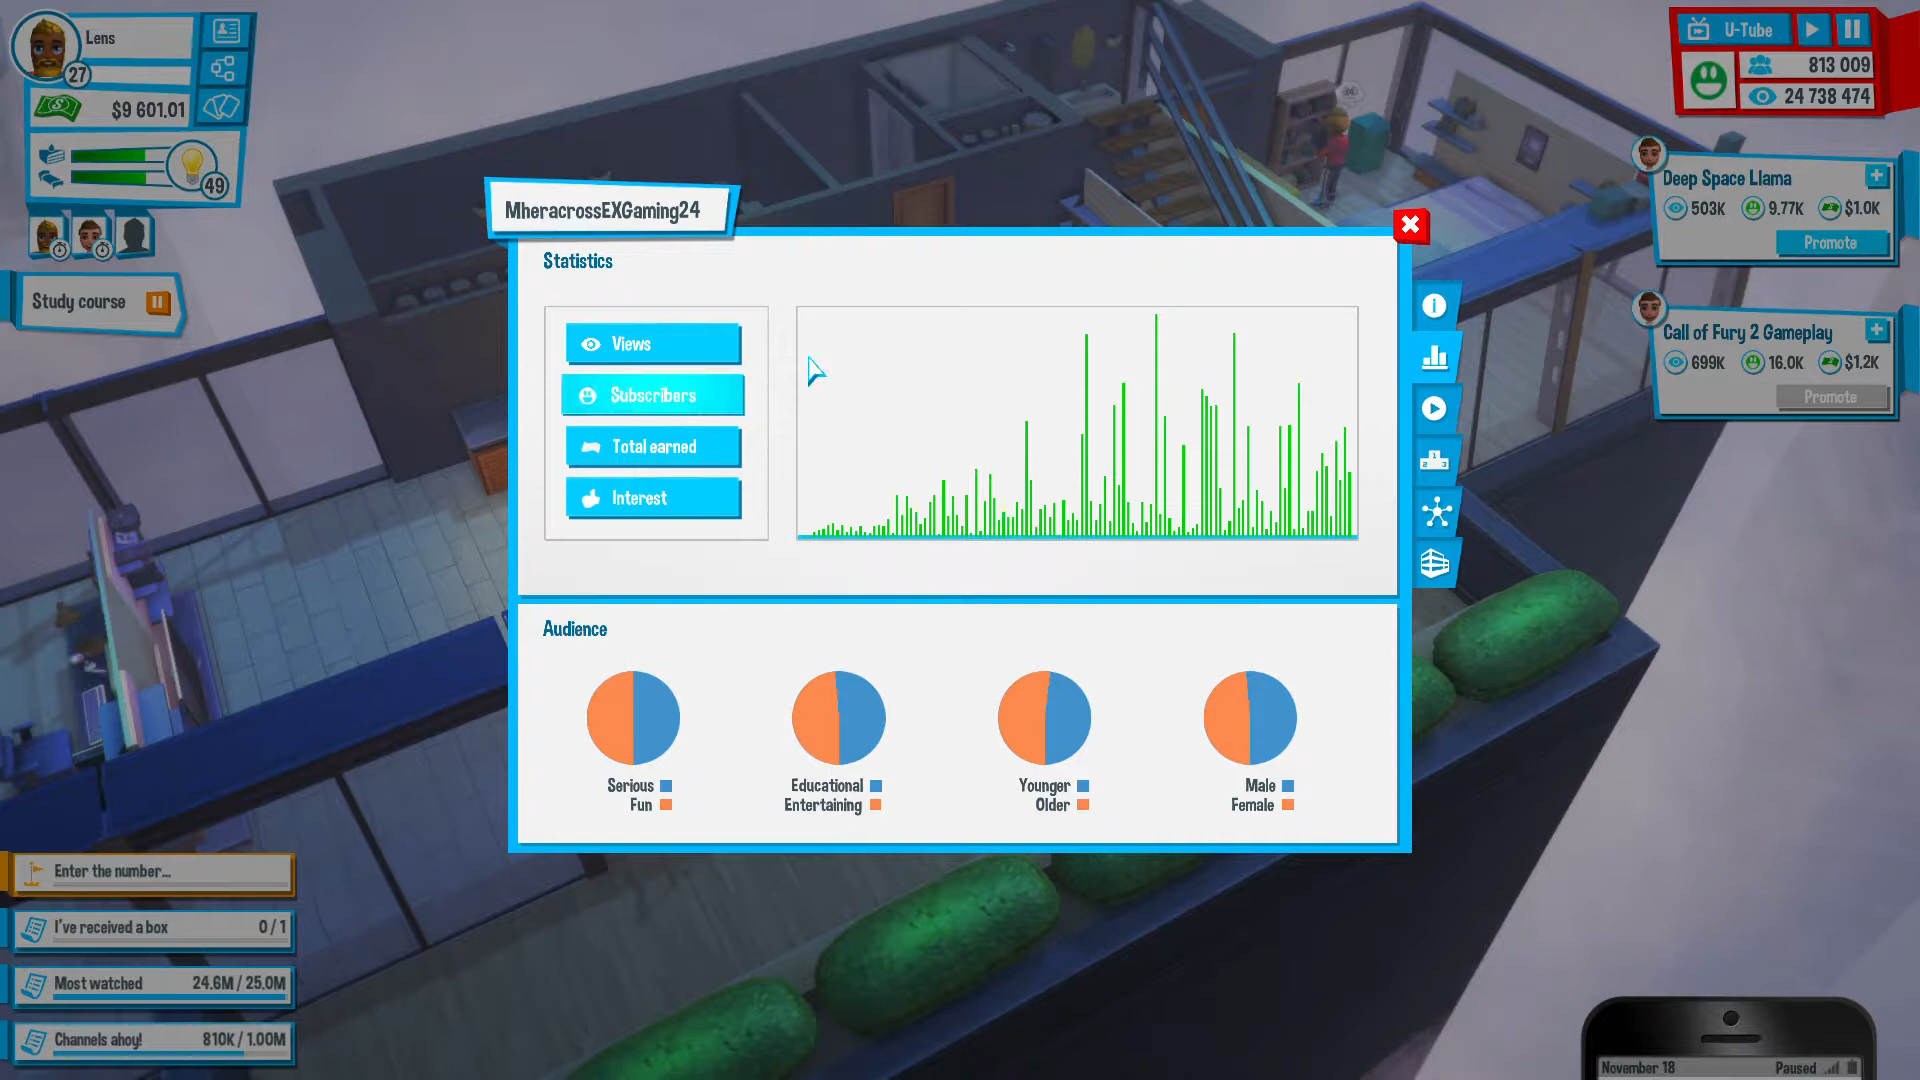 Lens
27
$9 601.01
49
Study course
U-Tube
813 009
24 738 474
Deep Space Llama
503K 9.77K $1.0K
Promote
Call of Fury 2 Gameplay
699K 16.0K $1.2K
Promote
MheracrossEXGaming24
Statistics
Views
Subscribers
Total earned
Interest
Audience
Serious
Fun
Educational
Entertaining
Younger
Older
Male
Female
Enter the number...
I've received a box 0 / 1
Most watched 24.6M / 25.0M
Channels ahoy! 810K / 1.00M
November 18 Paused